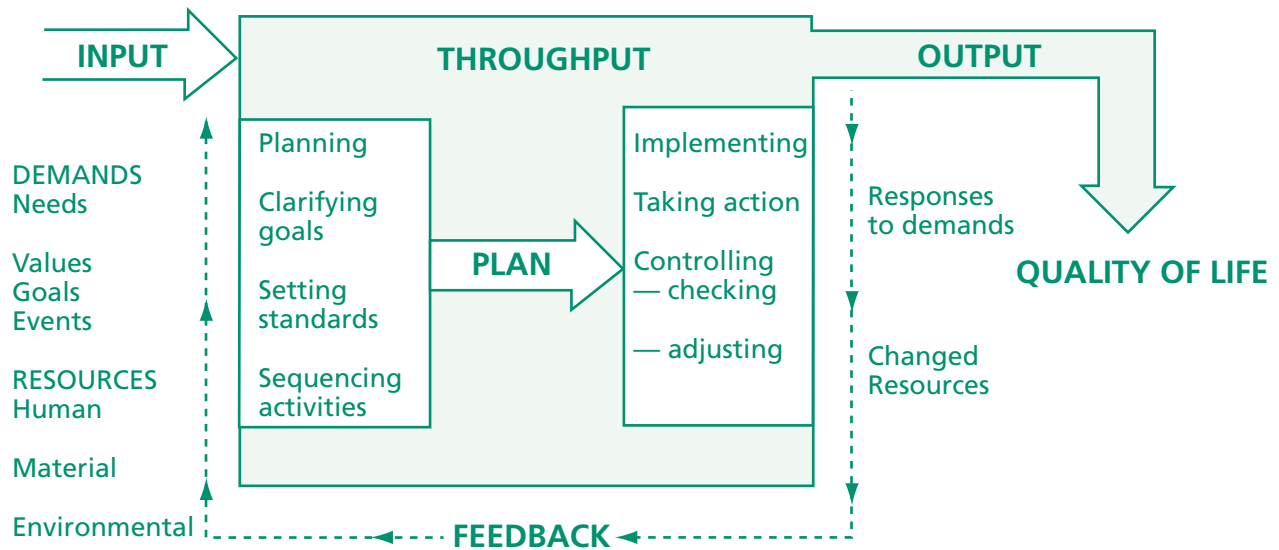 INPUT
THROUGHPUT
OUTPUT
DEMANDS
Needs
Values
Goals
Events
RESOURCES
Human
Material
Environmental
Planning
Clarifying
goals
Setting
standards
Sequencing
activities
PLAN
Implementing
Taking action
Controlling
— checking
— adjusting
Responses
to demands
Changed
Resources
QUALITY OF LIFE
FEEDBACK